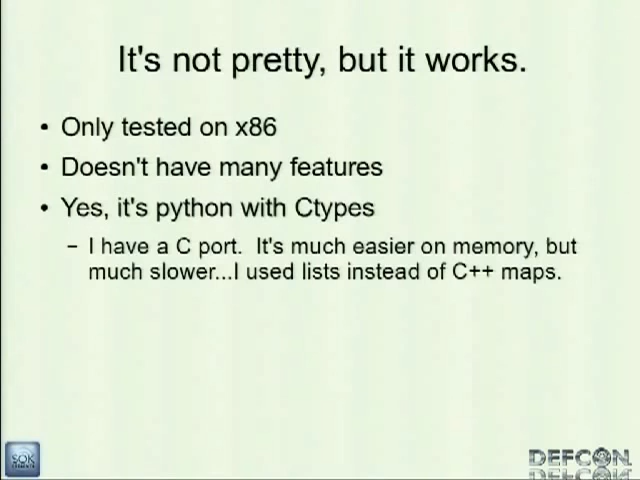 It's not pretty, but it works.
• Only tested on x86
• Doesn't have many features
• Yes, it's python with Ctypes
– I have a C port. It's much easier on memory, but
much slower...I used lists instead of C++ maps.
SOK
DEFCON